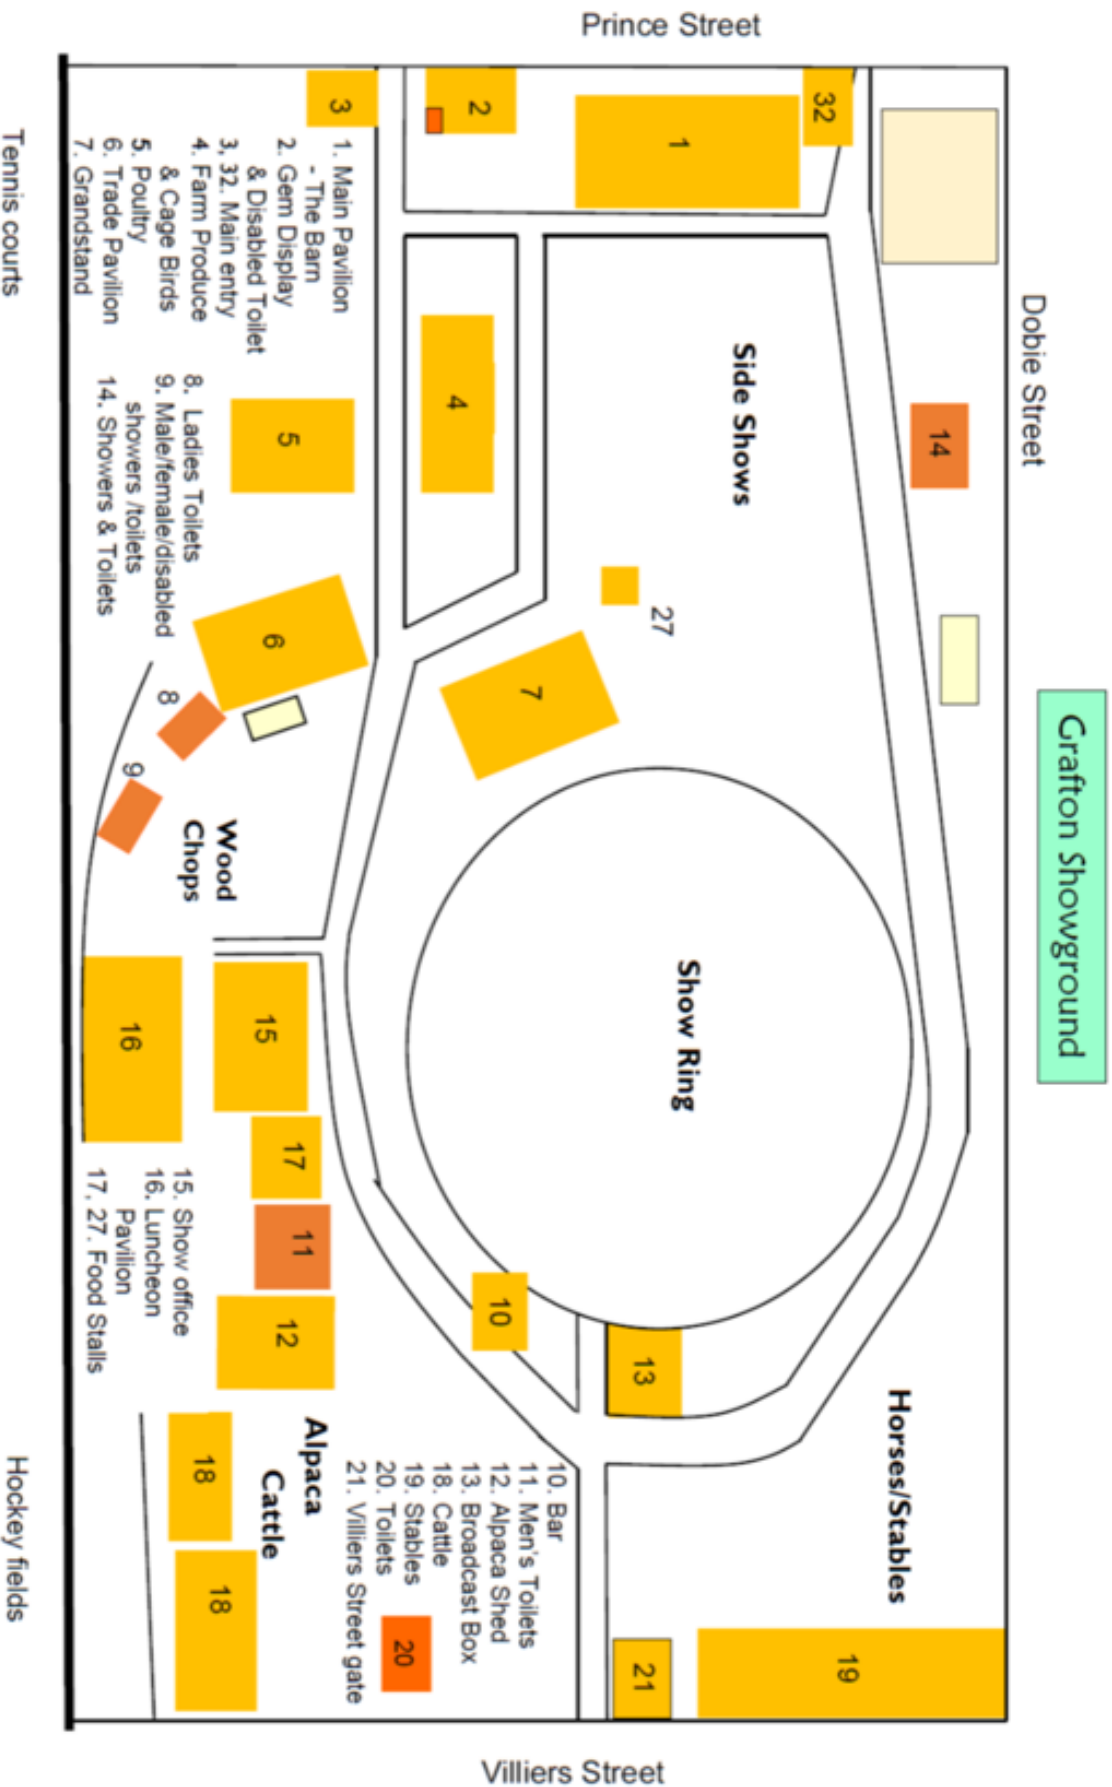 Grafton Showground
Prince Street
Dobie Street
Tennis courts
Hockey fields
Villiers Street
32
1
2
3
14
Side Shows
4
5
27
7
6
8
9
Wood
Chops
Show Ring
15
16
17
11
12
10
13
Horses/Stables
Alpaca
Cattle
18
18
20
21
19
1. Main Pavilion
- The Barn
2. Gem Display
& Disabled Toilet
3, 32. Main entry
4. Farm Produce
& Cage Birds
5. Poultry
6. Trade Pavilion
7. Grandstand
8. Ladies Toilets
9. Male/female/disabled
showers /toilets
14. Showers & Toilets
15. Show office
16. Luncheon
Pavilion
17, 27. Food Stalls
10. Bar
11. Men's Toilets
12. Alpaca Shed
13. Broadcast Box
18. Cattle
19. Stables
20. Toilets
21. Villiers Street gate